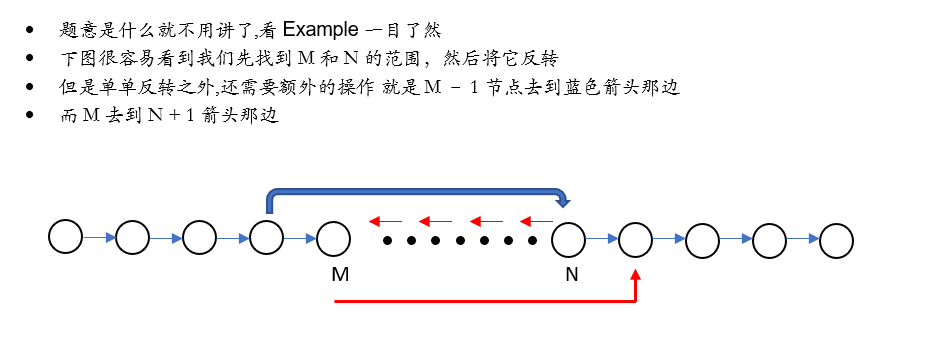 题意是什么就不用讲了,看 Example 一目了然
下图很容易看到我们先找到 M 和 N 的范围，然后将它反转
但是单单反转之外,还需要额外的操作 就是 M － 1 节点去到蓝色箭头那边
而 M 去到 N + 1 箭头那边
M
N